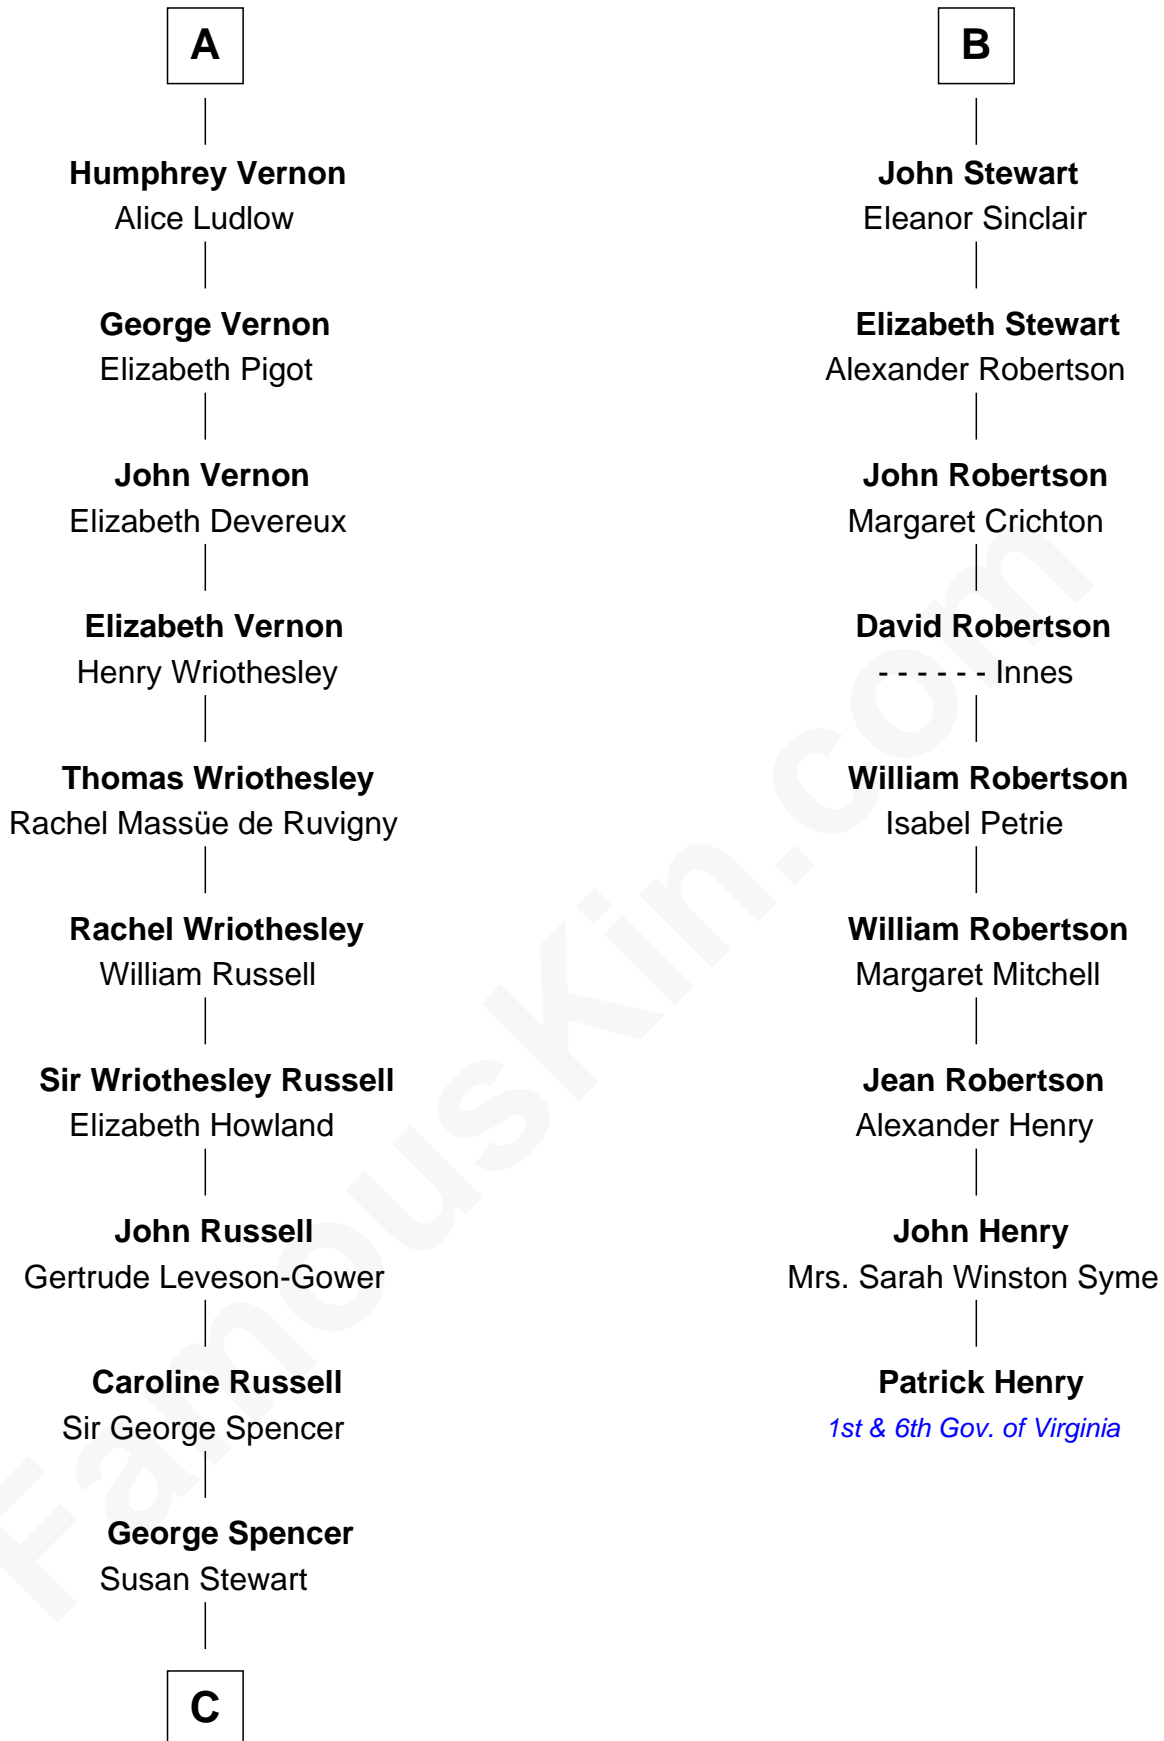 A
Humphrey Vernon
Alice Ludlow
George Vernon
Elizabeth Pigot
John Vernon
Elizabeth Devereux
Elizabeth Vernon
Henry Wriothesley
Thomas Wriothesley
Rachel Massüe de Ruvigny
Rachel Wriothesley
William Russell
Sir Wriothesley Russell
Elizabeth Howland
John Russell
Gertrude Leveson-Gower
Caroline Russell
Sir George Spencer
George Spencer
Susan Stewart
C
B
John Stewart
Eleanor Sinclair
Elizabeth Stewart
Alexander Robertson
John Robertson
Margaret Crichton
David Robertson
- - - - - - Innes
William Robertson
Isabel Petrie
William Robertson
Margaret Mitchell
Jean Robertson
Alexander Henry
John Henry
Mrs. Sarah Winston Syme
Patrick Henry
1st & 6th Gov. of Virginia
FamousKin.com